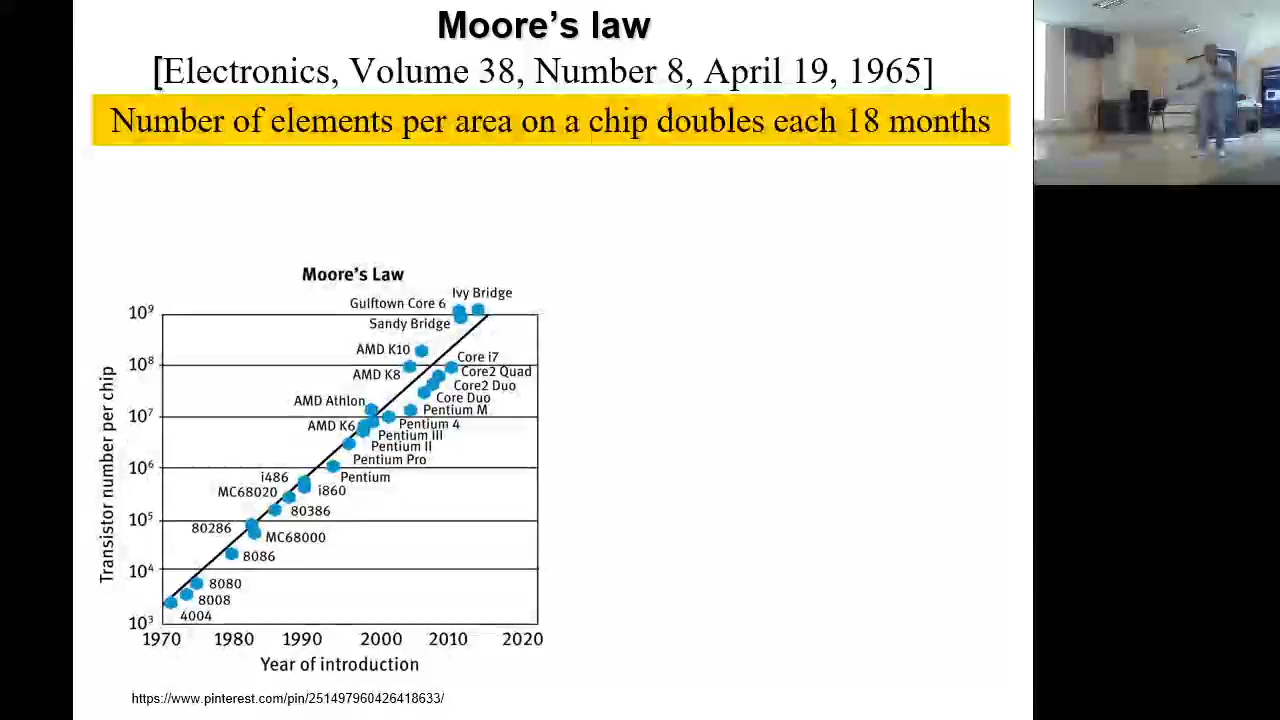 Moore's law
[Electronics, Volume 38, Number 8, April 19, 1965]
Number of elements per area on a chip doubles each 18 months
Moore's Law
Ivy Bridge
Gulftown Core 6
10⁹
Sandy Bridge
AMD K10
Core i7
10⁸
AMD K8
Core2 Quad
Core2 Duo
Core Duo
AMD Athlon
Pentium M
10⁷
AMD K6
Pentium 4
Pentium III
Pentium II
Pentium Pro
10⁶
i486
Pentium
MC68020
i860
80386
10⁵
80286
MC68000
8086
10⁴
8080
8008
4004
10³
Transistor number per chip
1970 1980 1990 2000 2010 2020
Year of introduction
https://www.pinterest.com/pin/251497960426418633/